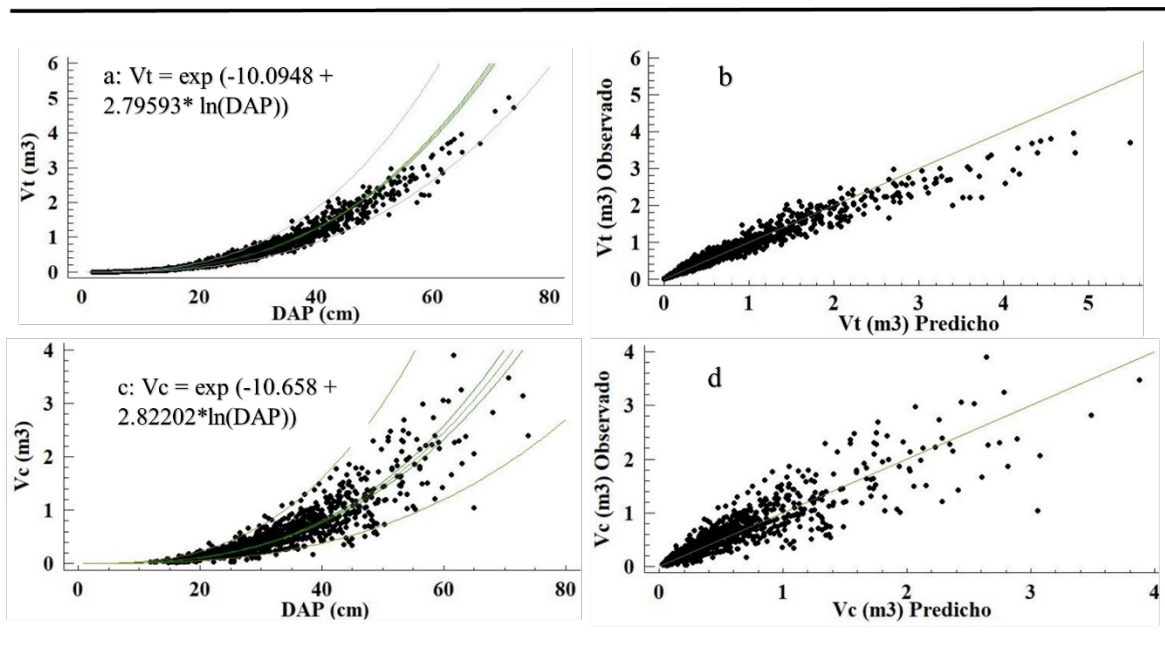 a: Vt = exp (-10.0948 +
2.79593* ln(DAP))
Vt (m3)
6
5
4
3
2
1
0
0 20 40 60 80
DAP (cm)
b
Vt (m3) Observado
6
5
4
3
2
1
0
0 1 2 3 4 5
Vt (m3) Predicho
c: Vc = exp (-10.658 +
2.82202*ln(DAP))
Vc (m3)
4
3
2
1
0
0 20 40 60 80
DAP (cm)
d
Vc (m3) Observado
4
3
2
1
0
0 1 2 3 4
Vc (m3) Predicho